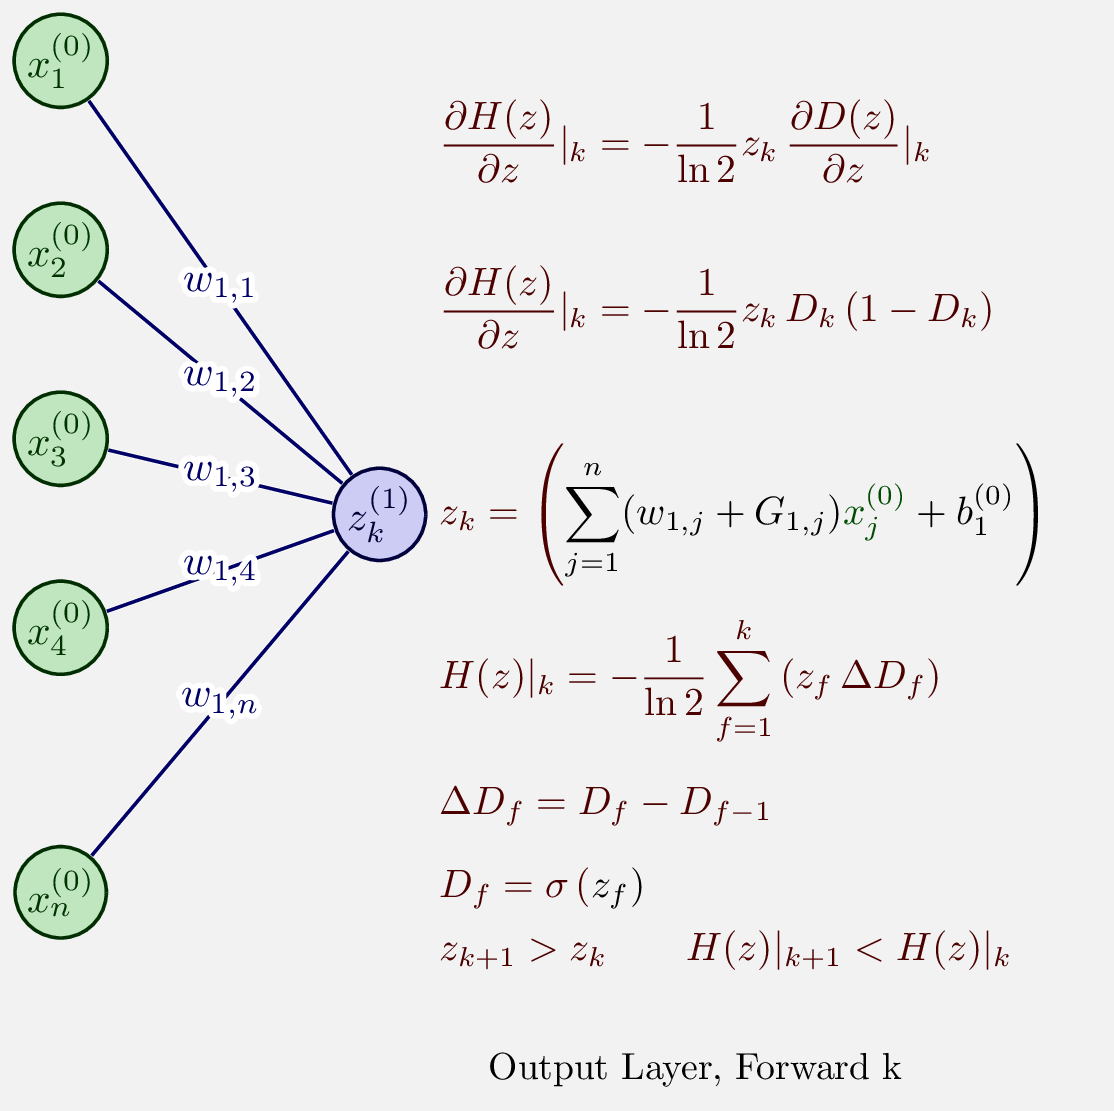 x_1^{(0)}
x_2^{(0)}
x_3^{(0)}
x_4^{(0)}
x_n^{(0)}
w_{1,1}
w_{1,2}
w_{1,3}
w_{1,4}
w_{1,n}
z_k^{(1)}
\frac{\partial H(z)}{\partial z}|_k = -\frac{1}{\ln 2} z_k \frac{\partial D(z)}{\partial z}|_k
\frac{\partial H(z)}{\partial z}|_k = -\frac{1}{\ln 2} z_k D_k (1 - D_k)
z_k = \left( \sum_{j=1}^{n} (w_{1,j} + G_{1,j}) x_j^{(0)} + b_1^{(0)} \right)
H(z)|_k = -\frac{1}{\ln 2} \sum_{f=1}^{k} (z_f \Delta D_f)
\Delta D_f = D_f - D_{f-1}
D_f = \sigma (z_f)
z_{k+1} > z_k H(z)|_{k+1} < H(z)|_k
Output Layer, Forward k